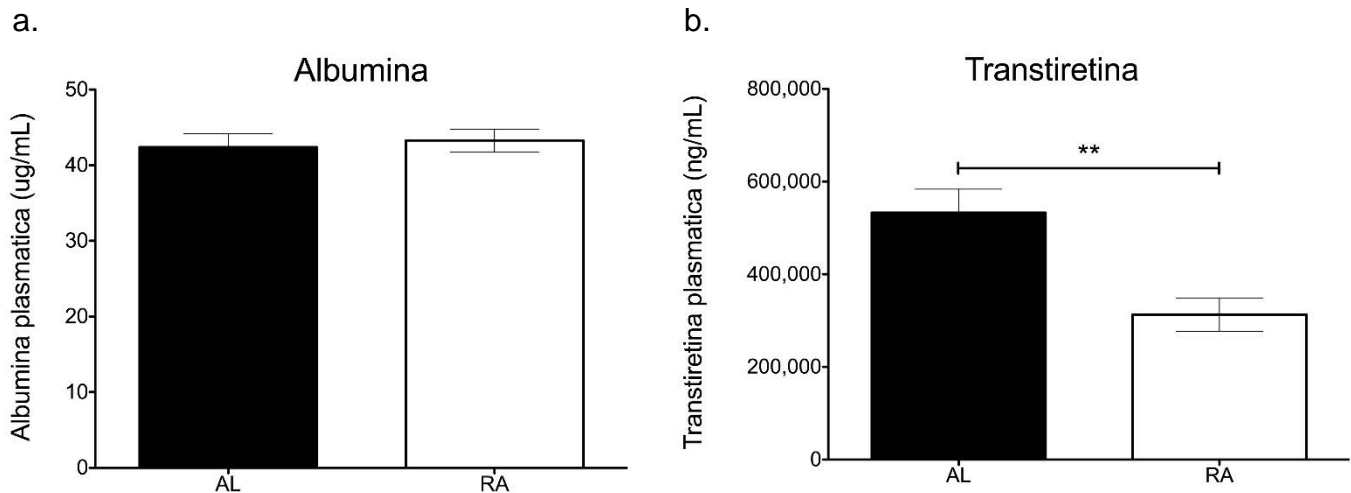 a.
Albumina
Albumina plasmatica (ug/mL)
50
40
30
20
10
0
AL
RA
b.
Transtiretina
Transtiretina plasmatica (ng/mL)
800,000
600,000
400,000
200,000
0
**
AL
RA